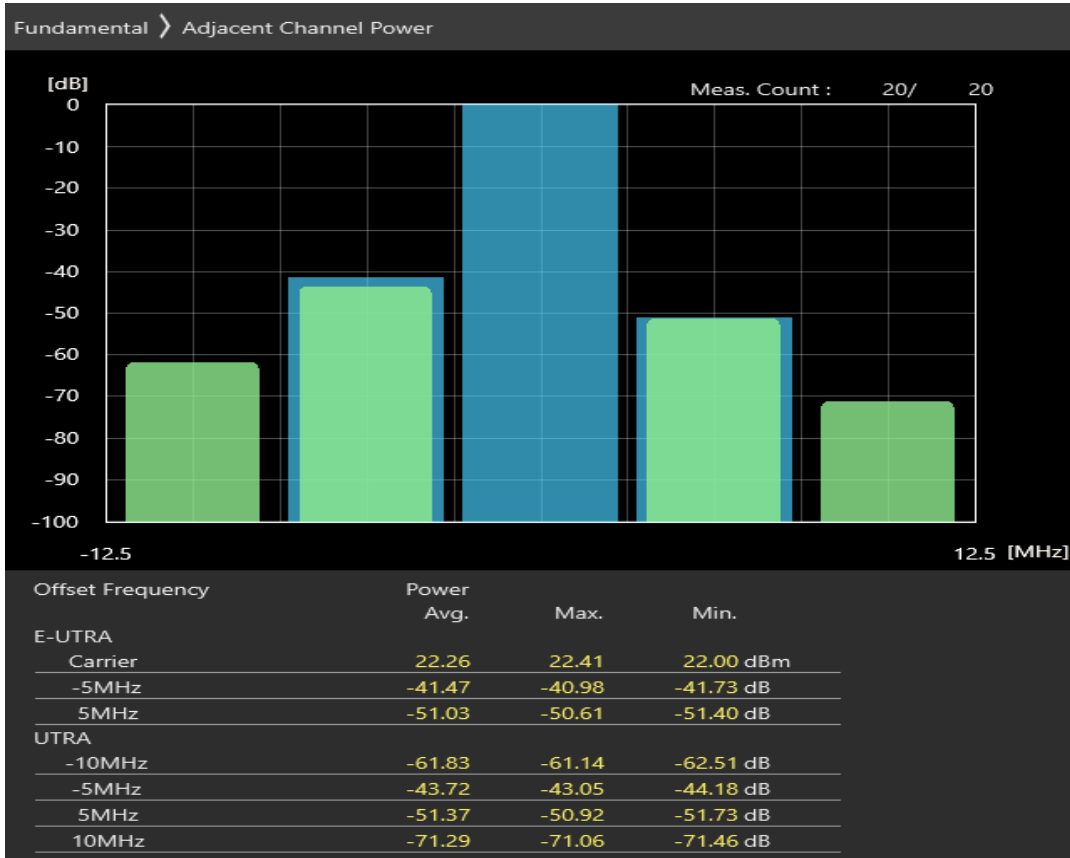 Fundamental 〉 Adjacent Channel Power
[dB]
Meas. Count : 20/ 20
0
-10
-20
-30
-40
-50
-60
-70
-80
-90
-100
-12.5 12.5 [MHz]
Offset Frequency Power
Avg. Max. Min.
E-UTRA
Carrier 22.26 22.41 22.00 dBm
-5MHz -41.47 -40.98 -41.73 dB
5MHz -51.03 -50.61 -51.40 dB
UTRA
-10MHz -61.83 -61.14 -62.51 dB
-5MHz -43.72 -43.05 -44.18 dB
5MHz -51.37 -50.92 -51.73 dB
10MHz -71.29 -71.06 -71.46 dB